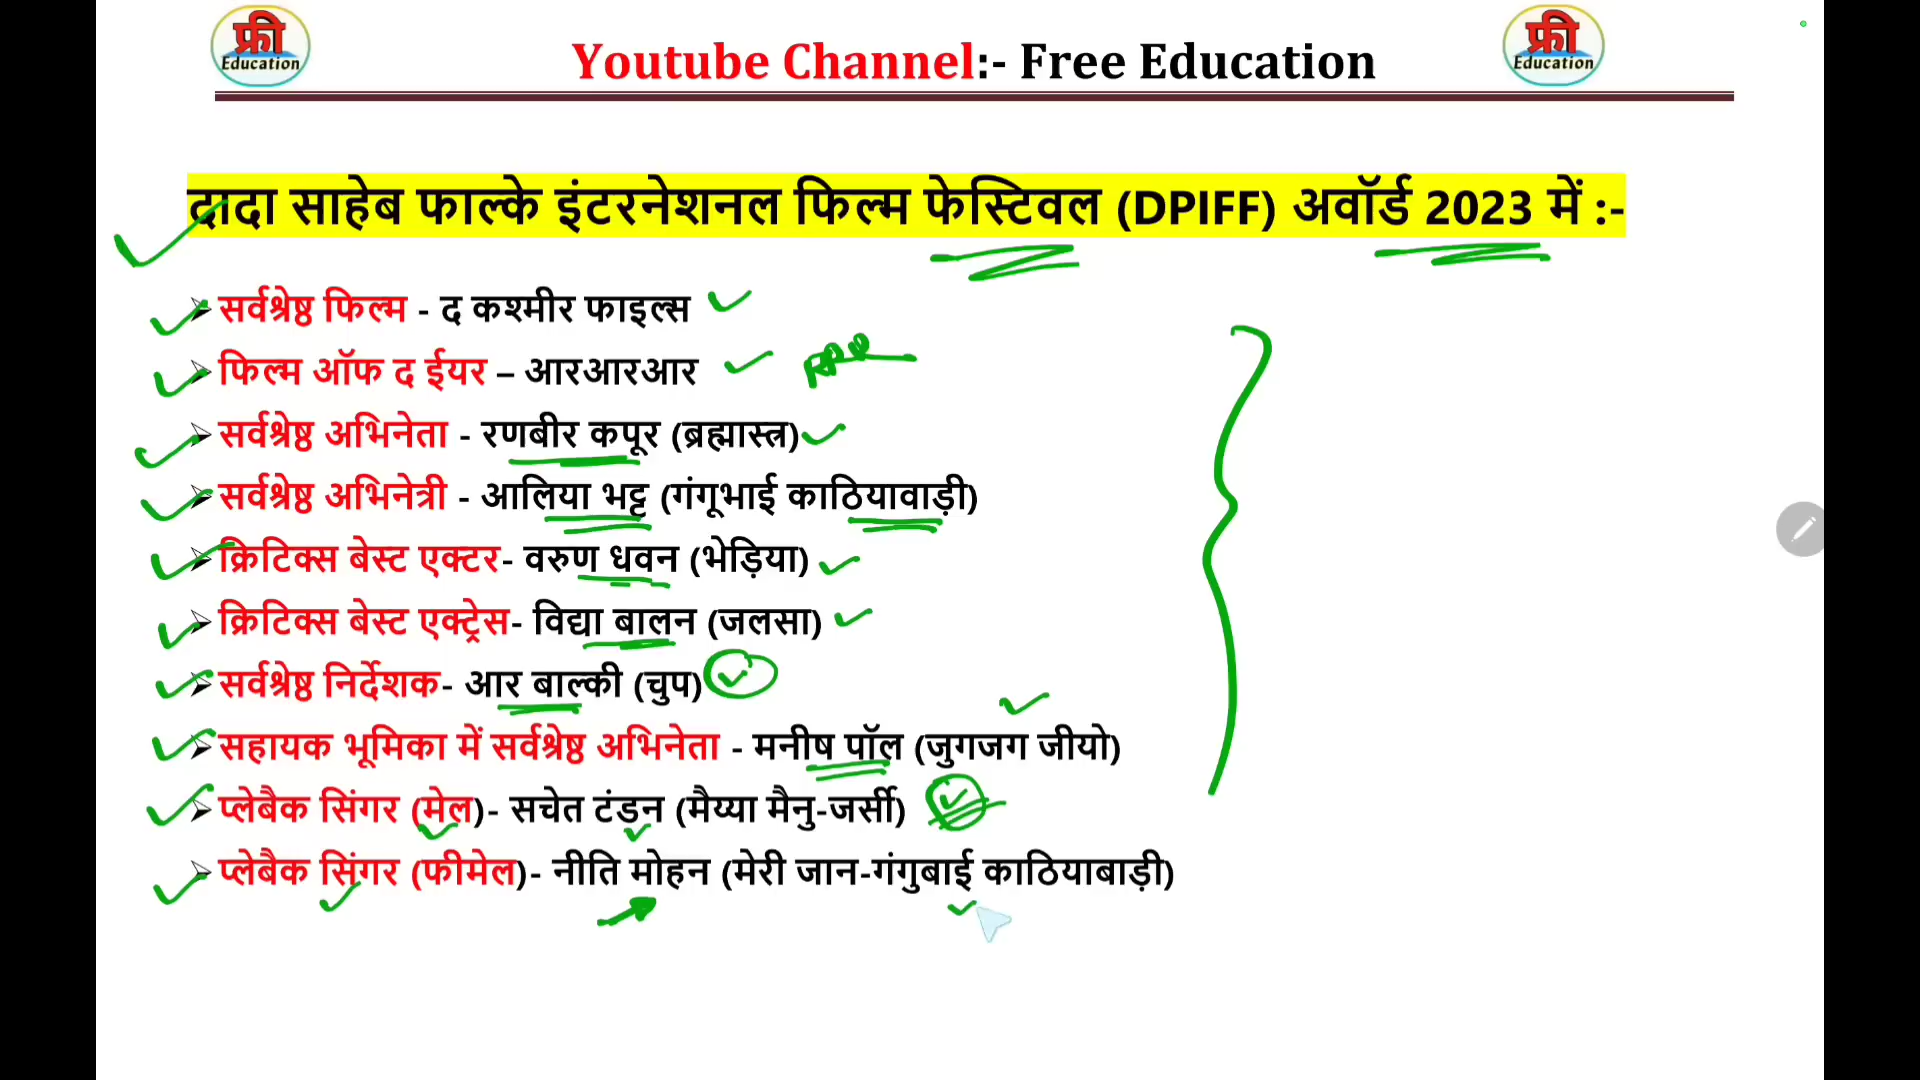 फ्री
Education
Youtube Channel:- Free Education
फ्री
Education
दादा साहेब फाल्के इंटरनेशनल फिल्म फेस्टिवल (DPIFF) अवॉर्ड 2023 में :-
➢ सर्वश्रेष्ठ फिल्म - द कश्मीर फाइल्स
➢ फिल्म ऑफ द ईयर – आरआरआर
➢ सर्वश्रेष्ठ अभिनेता - रणबीर कपूर (ब्रह्मास्त्र)
➢ सर्वश्रेष्ठ अभिनेत्री - आलिया भट्ट (गंगूभाई काठियावाड़ी)
➢ क्रिटिक्स बेस्ट एक्टर- वरुण धवन (भेड़िया)
➢ क्रिटिक्स बेस्ट एक्ट्रेस- विद्या बालन (जलसा)
➢ सर्वश्रेष्ठ निर्देशक- आर बाल्की (चुप)
➢ सहायक भूमिका में सर्वश्रेष्ठ अभिनेता - मनीष पॉल (जुगजग जीयो)
➢ प्लेबैक सिंगर (मेल)- सचेत टंडन (मैय्या मैनु-जर्सी)
➢ प्लेबैक सिंगर (फीमेल)- नीति मोहन (मेरी जान-गंगुबाई काठियाबाड़ी)